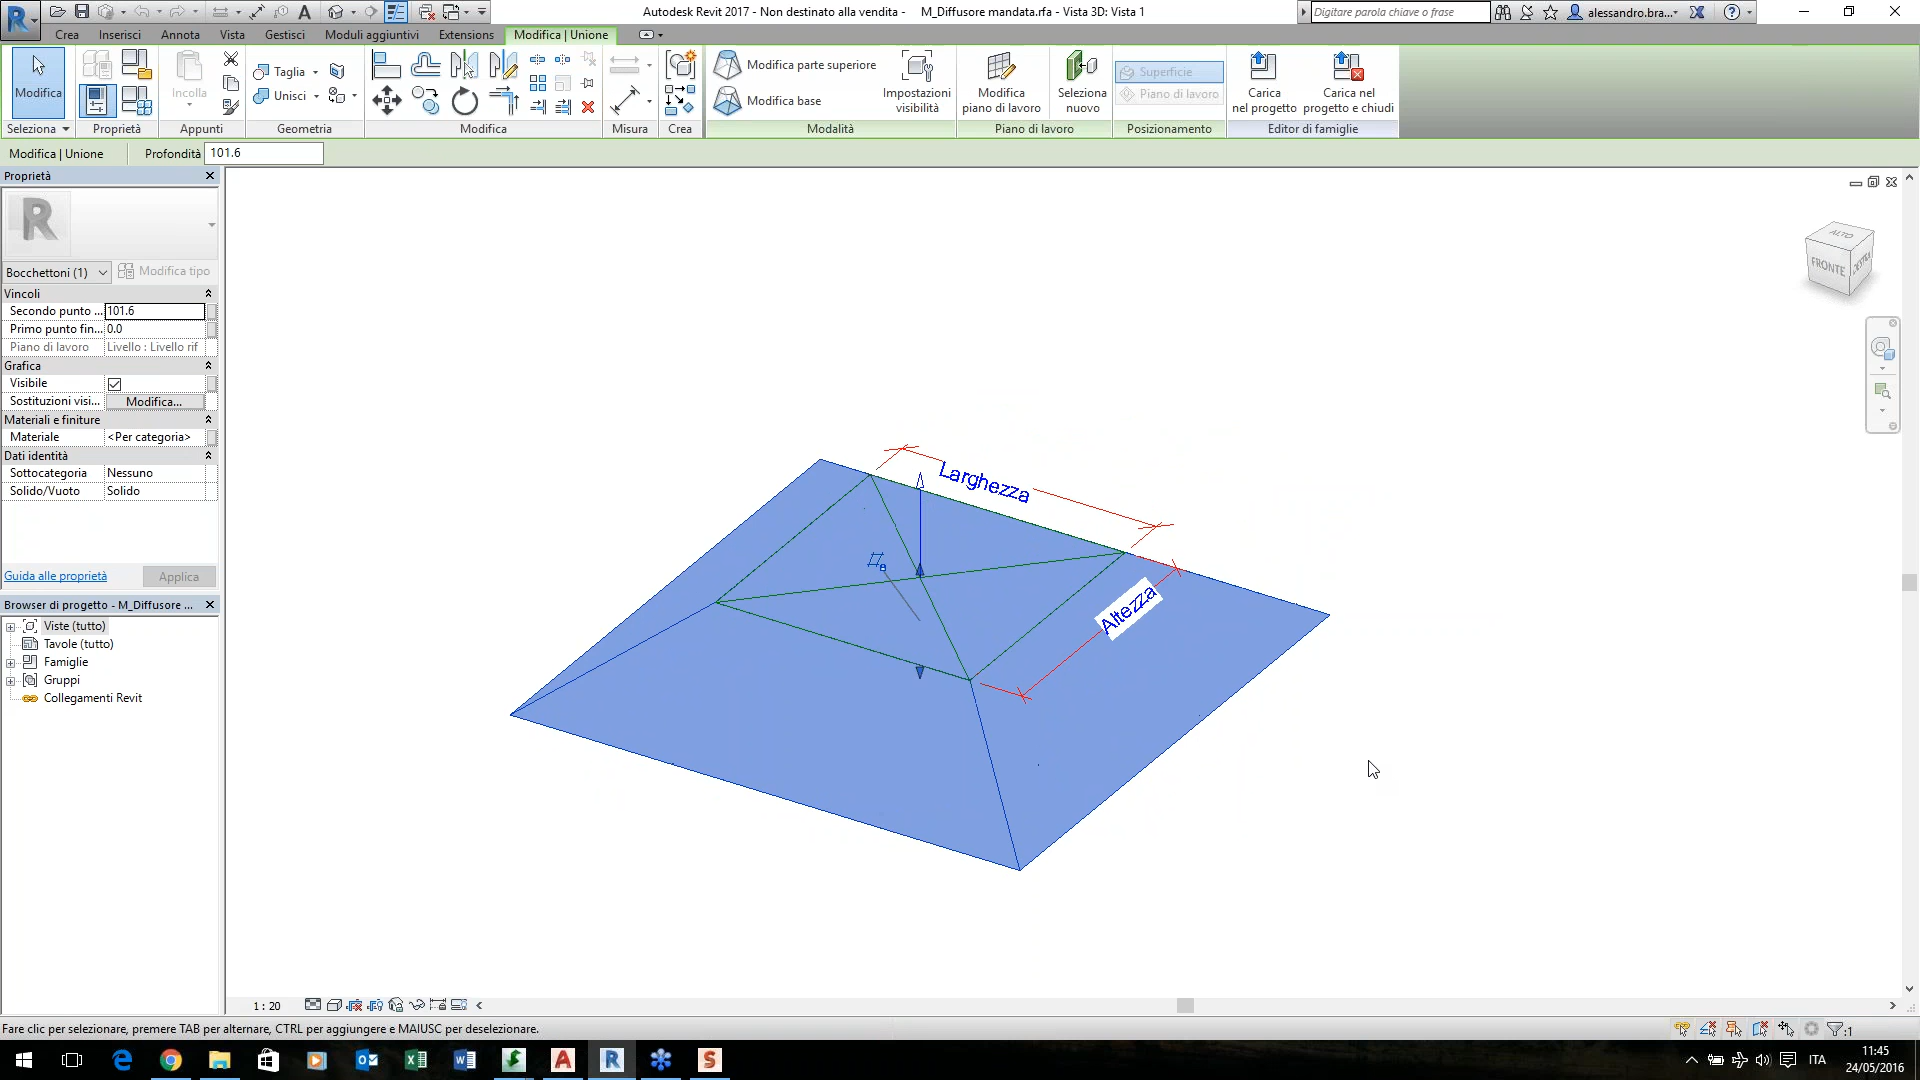 Autodesk Revit 2017 - Non destinato alla vendita - M_Diffusore mandata.rfa - Vista 3D: Vista 1
Digitare parola chiave o frase
alessandro.bra...
Crea Inserisci Annota Vista Gestisci Moduli aggiuntivi Extensions Modifica | Unione
Modifica
Incolla
Taglia
Unisci
Modifica parte superiore
Modifica base
Impostazioni visibilità
Modifica piano di lavoro
Seleziona nuovo
Superficie
Piano di lavoro
Carica nel progetto
Carica nel progetto e chiudi
Seleziona Proprietà Appunti Geometria Modifica Misura Crea Modalità Piano di lavoro Posizionamento Editor di famiglie
Modifica | Unione Profondità 101.6
Proprietà
Bocchettoni (1) Modifica tipo
Vincoli
Secondo punto ... 101.6
Primo punto fin... 0.0
Piano di lavoro Livello : Livello rif
Grafica
Visibile
Sostituzioni visi... Modifica...
Materiali e finiture
Materiale <Per categoria>
Dati identità
Sottocategoria Nessuno
Solido/Vuoto Solido
Guida alle proprietà Applica
Browser di progetto - M_Diffusore ...
Viste (tutto)
Tavole (tutto)
Famiglie
Gruppi
Collegamenti Revit
ALTO
FRONTE
DESTRA
Larghezza
Altezza
1 : 20
Fare clic per selezionare, premere TAB per alternare, CTRL per aggiungere e MAIUSC per deselezionare.
:1
ITA
11:45
24/05/2016